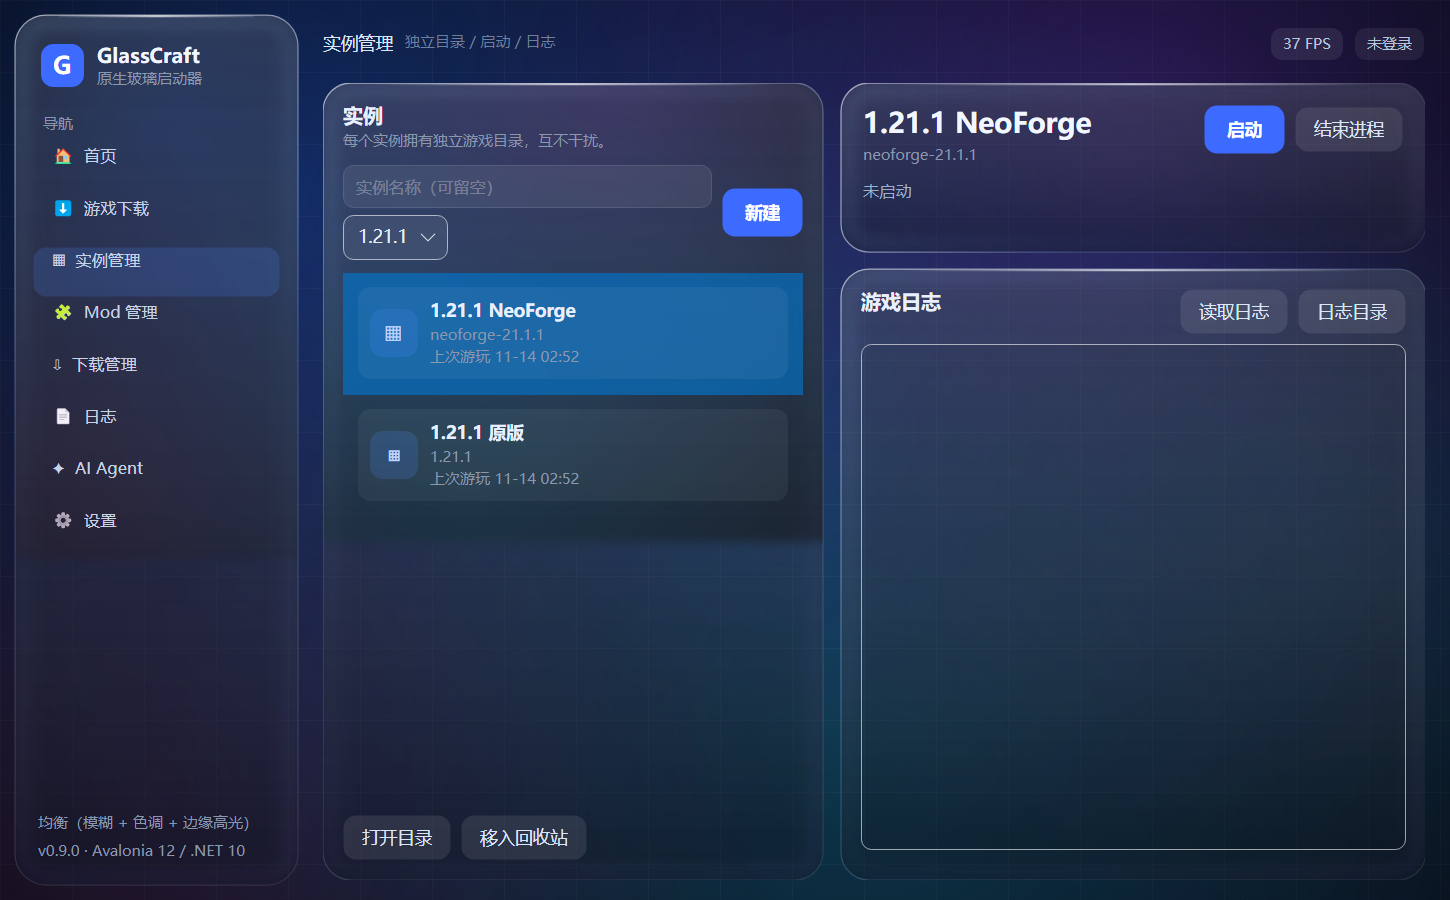 G
GlassCraft
原生玻璃启动器
导航
首页
游戏下载
实例管理
Mod 管理
下载管理
日志
AI Agent
设置
均衡（模糊 + 色调 + 边缘高光）
v0.9.0 · Avalonia 12 / .NET 10
实例管理 独立目录 / 启动 / 日志
37 FPS 未登录
实例
每个实例拥有独立游戏目录，互不干扰。
实例名称（可留空）
1.21.1
新建
1.21.1 NeoForge
neoforge-21.1.1
上次游玩 11-14 02:52
1.21.1 原版
1.21.1
上次游玩 11-14 02:52
打开目录 移入回收站
1.21.1 NeoForge
neoforge-21.1.1
未启动
启动 结束进程
游戏日志
读取日志 日志目录